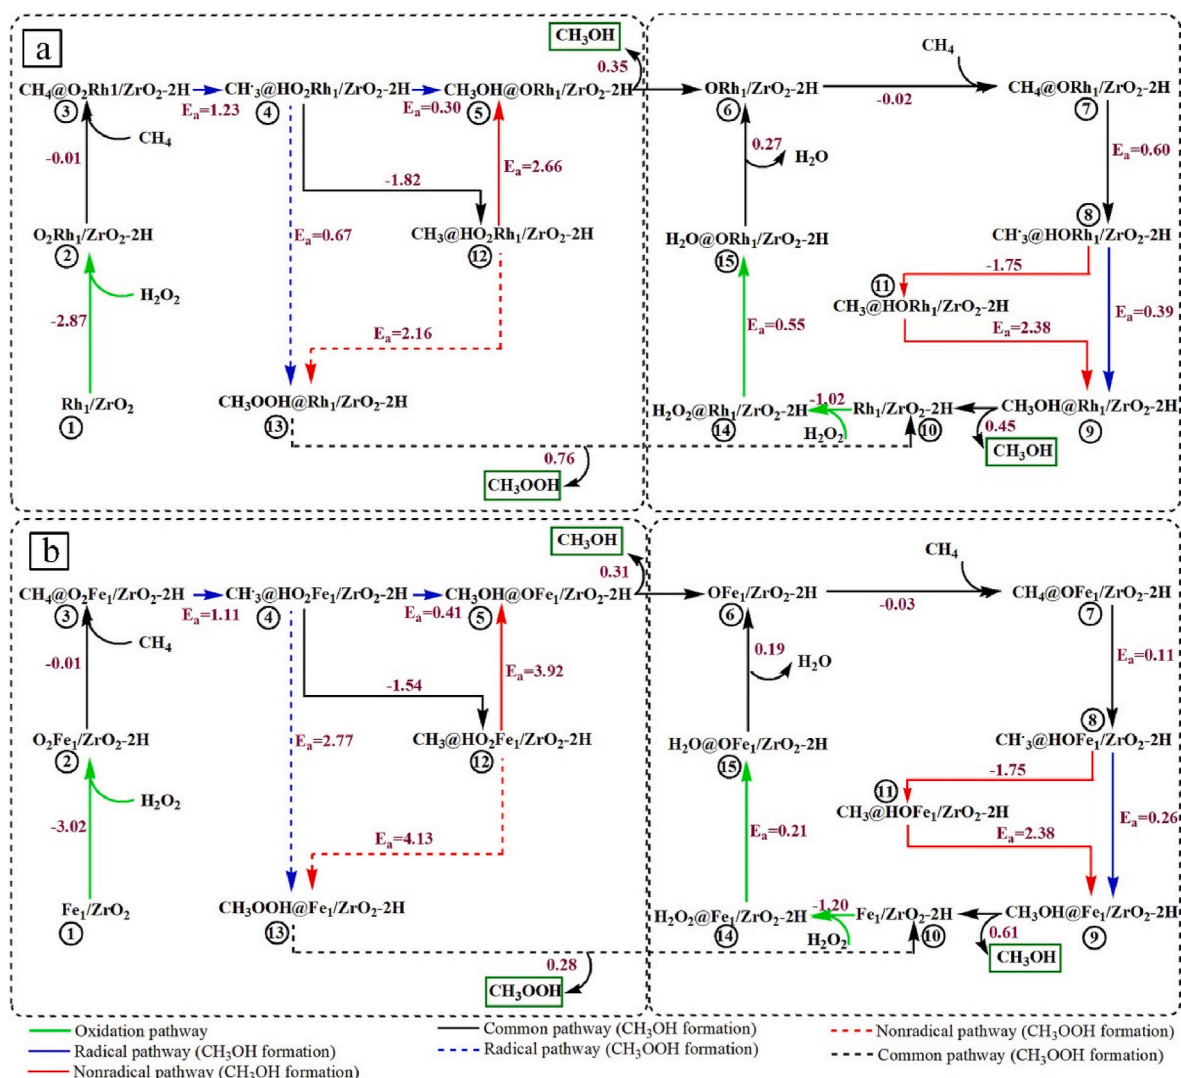 a
CH₃OH
0.35
CH₄
CH₄@O₂Rh1/ZrO₂-2H
CH˙₃@HO₂Rh₁/ZrO₂-2H
CH₃OH@ORh₁/ZrO₂-2H
ORh₁/ZrO₂-2H
-0.02
CH₄@ORh₁/ZrO₂-2H
3
Eₐ=1.23
4
Eₐ=0.30
5
6
7
CH₄
-0.01
-1.82
Eₐ=2.66
0.27
H₂O
Eₐ=0.60
O₂Rh₁/ZrO₂-2H
2
Eₐ=0.67
CH₃@HO₂Rh₁/ZrO₂-2H
12
H₂O@ORh₁/ZrO₂-2H
15
8
CH˙₃@HORh₁/ZrO₂-2H
-1.75
11
CH₃@HORh₁/ZrO₂-2H
H₂O₂
-2.87
Eₐ=2.16
Eₐ=0.55
Eₐ=2.38
Eₐ=0.39
Rh₁/ZrO₂
1
CH₃OOH@Rh₁/ZrO₂-2H
13
H₂O₂@Rh₁/ZrO₂-2H
14
-1.02
H₂O₂
Rh₁/ZrO₂-2H
10
0.45
CH₃OH
CH₃OH@Rh₁/ZrO₂-2H
9
0.76
CH₃OOH
b
CH₃OH
0.31
CH₄
CH₄@O₂Fe₁/ZrO₂-2H
CH˙₃@HO₂Fe₁/ZrO₂-2H
CH₃OH@OFe₁/ZrO₂-2H
OFe₁/ZrO₂-2H
-0.03
CH₄@OFe₁/ZrO₂-2H
3
Eₐ=1.11
4
Eₐ=0.41
5
6
7
CH₄
-0.01
-1.54
Eₐ=3.92
0.19
H₂O
Eₐ=0.11
O₂Fe₁/ZrO₂-2H
2
Eₐ=2.77
CH₃@HO₂Fe₁/ZrO₂-2H
12
H₂O@OFe₁/ZrO₂-2H
15
8
CH˙₃@HOFe₁/ZrO₂-2H
-1.75
11
CH₃@HOFe₁/ZrO₂-2H
H₂O₂
-3.02
Eₐ=4.13
Eₐ=0.21
Eₐ=2.38
Eₐ=0.26
Fe₁/ZrO₂
1
CH₃OOH@Fe₁/ZrO₂-2H
13
H₂O₂@Fe₁/ZrO₂-2H
14
-1.20
H₂O₂
Fe₁/ZrO₂-2H
10
0.61
CH₃OH
CH₃OH@Fe₁/ZrO₂-2H
9
0.28
CH₃OOH
Oxidation pathway
Radical pathway (CH₃OH formation)
Nonradical pathway (CH₃OH formation)
Common pathway (CH₃OH formation)
Radical pathway (CH₃OOH formation)
Nonradical pathway (CH₃OOH formation)
Common pathway (CH₃OOH formation)